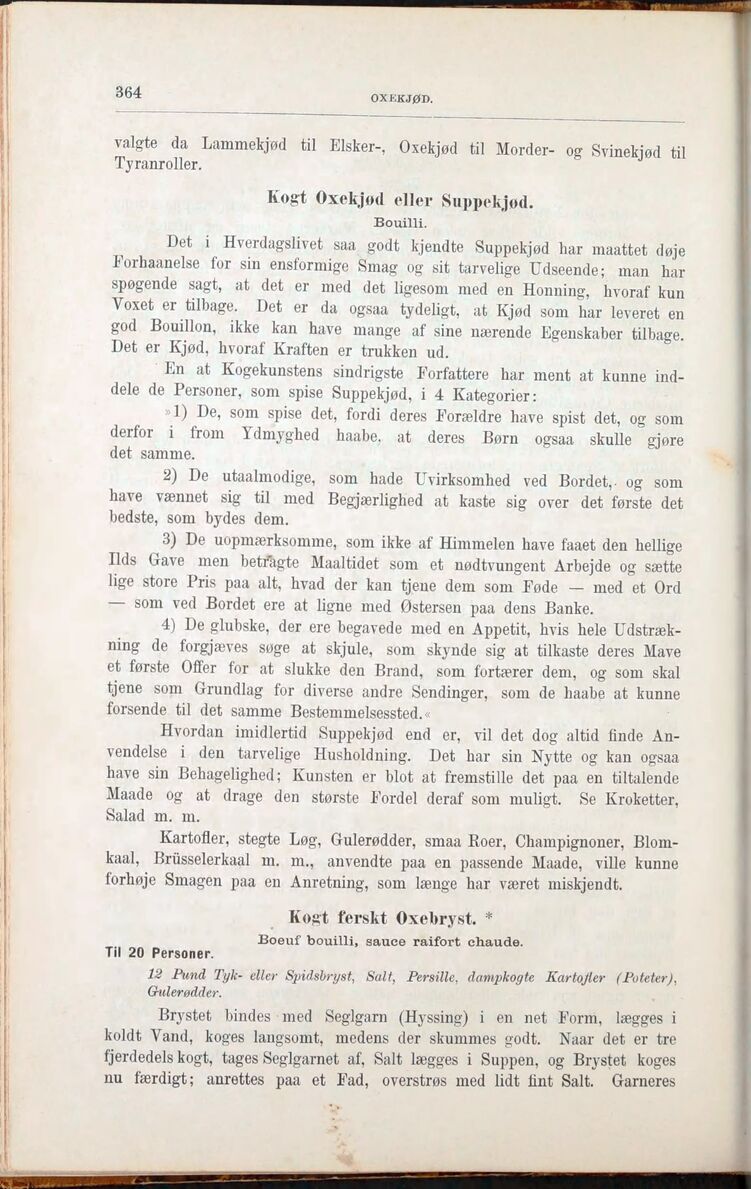 364
OXEKJØD.
valgte da Lammekjød til Elsker-, Oxekjød til Morder- og Svinekjød til
Tyranroller.
Kogt Oxekjød eller Suppekjød.
Bouilli.
Det i Hverdagslivet saa godt kjendte Suppekjød har maattet døje
Forhaanelse for sin ensformige Smag og sit tarvelige Udseende; man har
spøgende sagt, at det er med det ligesom med en Honning, hvoraf kun
Voxet er tilbage. Det er da ogsaa tydeligt, at Kjød som har leveret en
god Bouillon, ikke kan have mange af sine nærende Egenskaber tilbage.
Det er Kjød, hvoraf Kraften er trukken ud.
En at Kogekunstens sindrigste Forfattere har ment at kunne ind-
dele de Personer, som spise Suppekjød, i 4 Kategorier:
»1) De, som spise det, fordi deres Forældre have spist det, og som
derfor i from Ydmyghed haabe, at deres Børn ogsaa skulle gjøre
det samme.
2) De utaalmodige, som hade Uvirksomhed ved Bordet, og som
have vænnet sig til med Begjærlighed at kaste sig over det første det
bedste, som bydes dem.
3) De uopmærksomme, som ikke af Himmelen have faaet den hellige
Ilds Gave men betragte Maaltidet som et nødtvungent Arbejde og sætte
lige store Pris paa alt, hvad der kan tjene dem som Føde — med et Ord
— som ved Bordet ere at ligne med Østersen paa dens Banke.
4) De glubske, der ere begavede med en Appetit, hvis hele Udstræk-
ning de forgjæves søge at skjule, som skynde sig at tilkaste deres Mave
et første Offer for at slukke den Brand, som fortærer dem, og som skal
tjene som Grundlag for diverse andre Sendinger, som de haabe at kunne
forsende til det samme Bestemmelsessted.«
Hvordan imidlertid Suppekjød end er, vil det dog altid finde An-
vendelse i den tarvelige Husholdning. Det har sin Nytte og kan ogsaa
have sin Behagelighed; Kunsten er blot at fremstille det paa en tiltalende
Maade og at drage den største Fordel deraf som muligt. Se Kroketter,
Salad m. m.
Kartofler, stegte Løg, Gulerødder, smaa Roer, Champignoner, Blom-
kaal, Brüsselerkaal m. m., anvendte paa en passende Maade, ville kunne
forhøje Smagen paa en Anretning, som længe har været miskjendt.
Kogt ferskt Oxebryst. *
Boeuf bouilli, sauce raifort chaude.
Til 20 Personer.
12 Pund Tyk- eller Spidsbryst, Salt, Persille, dampkogte Kartofler (Poteter),
Gulerødder.
Brystet bindes med Seglgarn (Hyssing) i en net Form, lægges i
koldt Vand, koges langsomt, medens der skummes godt. Naar det er tre
fjerdedels kogt, tages Seglgarnet af, Salt lægges i Suppen, og Brystet koges
nu færdigt; anrettes paa et Fad, overstrøs med lidt fint Salt. Garneres